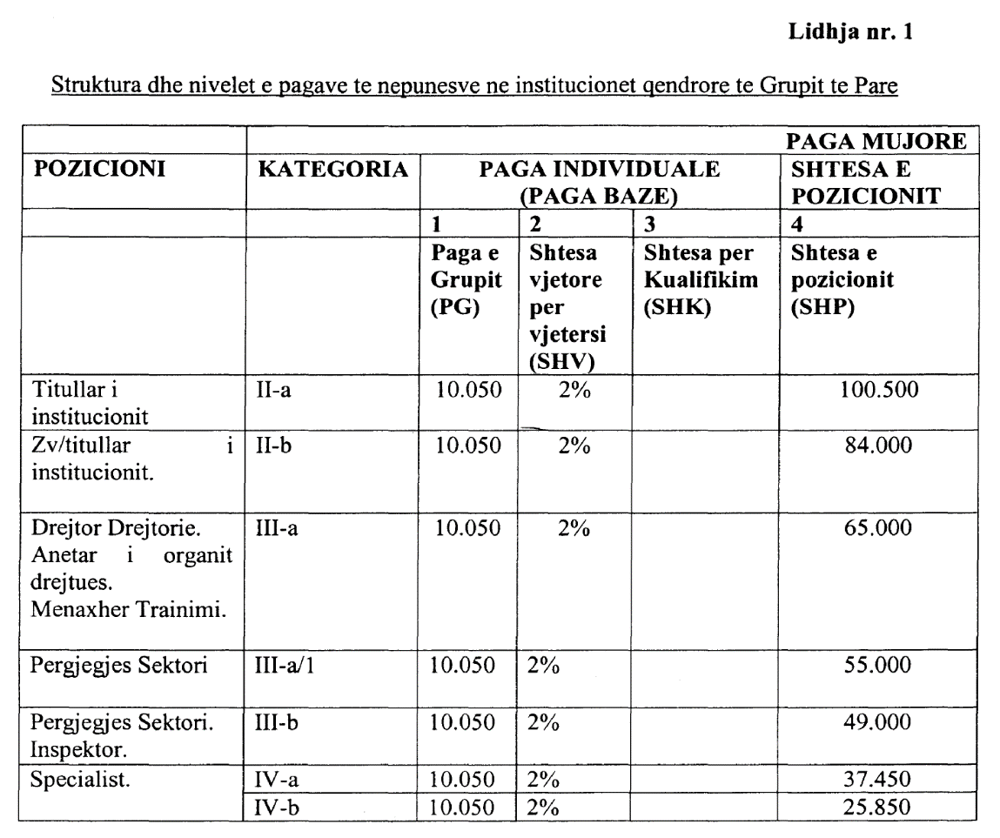 Lidhja nr. 1
Struktura dhe nivelet e pagave te nepunesve ne institucionet qendrore te Grupit te Pare
PAGA MUJORE
POZICIONI KATEGORIA PAGA INDIVIDUALE SHTESA E
(PAGA BAZE) POZICIONIT
1 2 3 4
Paga e Shtesa Shtesa per Shtesa e
Grupit vjetore Kualifikim pozicionit
(PG) per (SHK) (SHP)
vjetersi
(SHV)
Titullar i II-a 10.050 2% 100.500
institucionit
Zv/titullar i II-b 10.050 2% 84.000
institucionit.
Drejtor Drejtorie. III-a 10.050 2% 65.000
Anetar i organit
drejtues.
Menaxher Trainimi.
Pergjegjes Sektori III-a/1 10.050 2% 55.000
Pergjegjes Sektori. III-b 10.050 2% 49.000
Inspektor.
Specialist. IV-a 10.050 2% 37.450
IV-b 10.050 2% 25.850